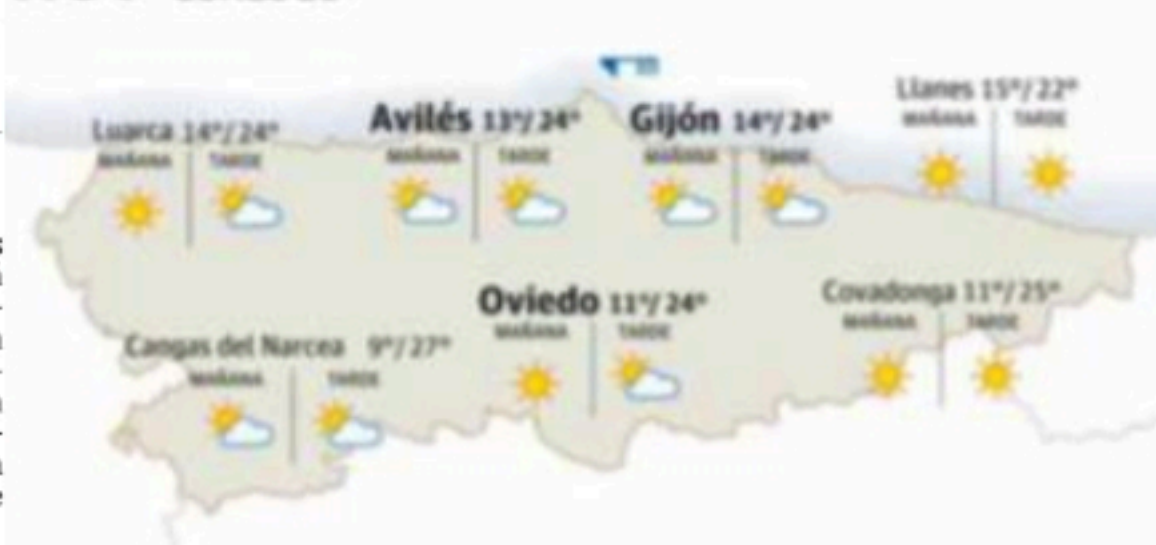 Llanes 15°/22°
MAÑANA TARDE
Luarca 14°/24°
MAÑANA TARDE
Avilés 13°/24°
MAÑANA TARDE
Gijón 14°/24°
MAÑANA TARDE
Oviedo 11°/24°
MAÑANA TARDE
Covadonga 11°/25°
MAÑANA TARDE
Cangas del Narcea 9°/27°
MAÑANA TARDE